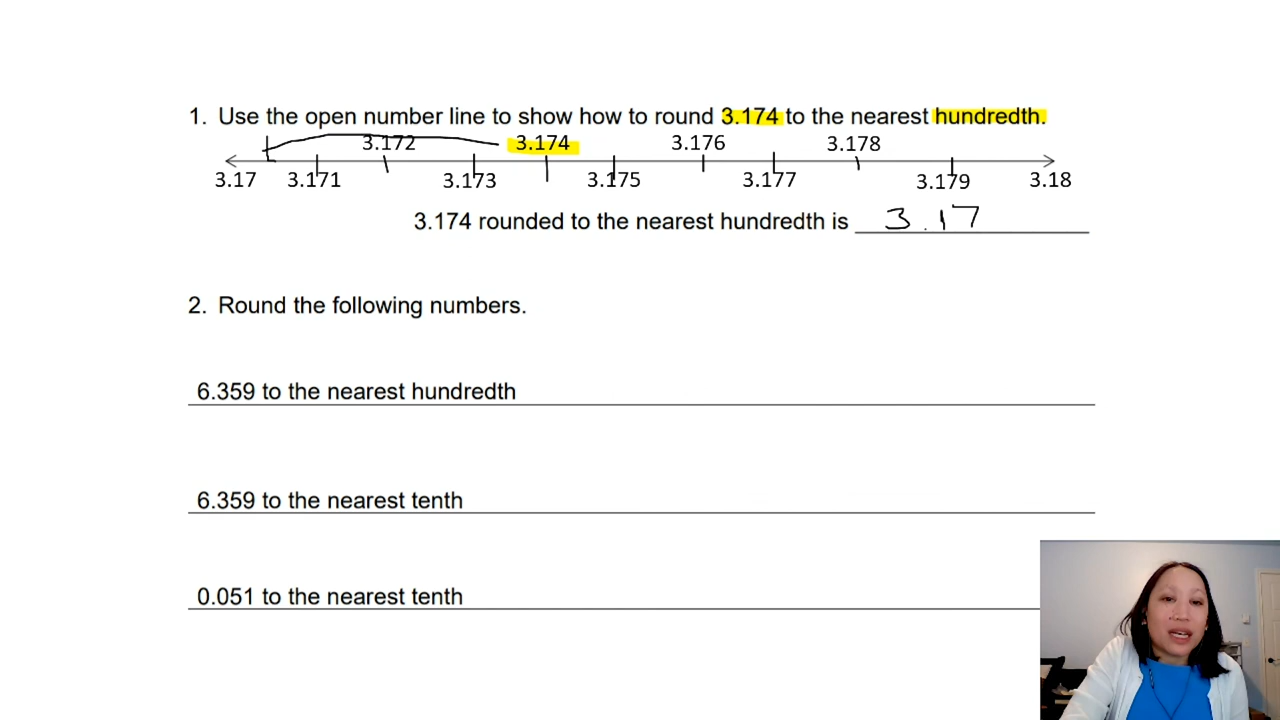 1. Use the open number line to show how to round 3.174 to the nearest hundredth.
3.172 3.174 3.176 3.178
3.17 3.171 3.173 3.175 3.177 3.179 3.18
3.174 rounded to the nearest hundredth is 3.17
2. Round the following numbers.
6.359 to the nearest hundredth
6.359 to the nearest tenth
0.051 to the nearest tenth